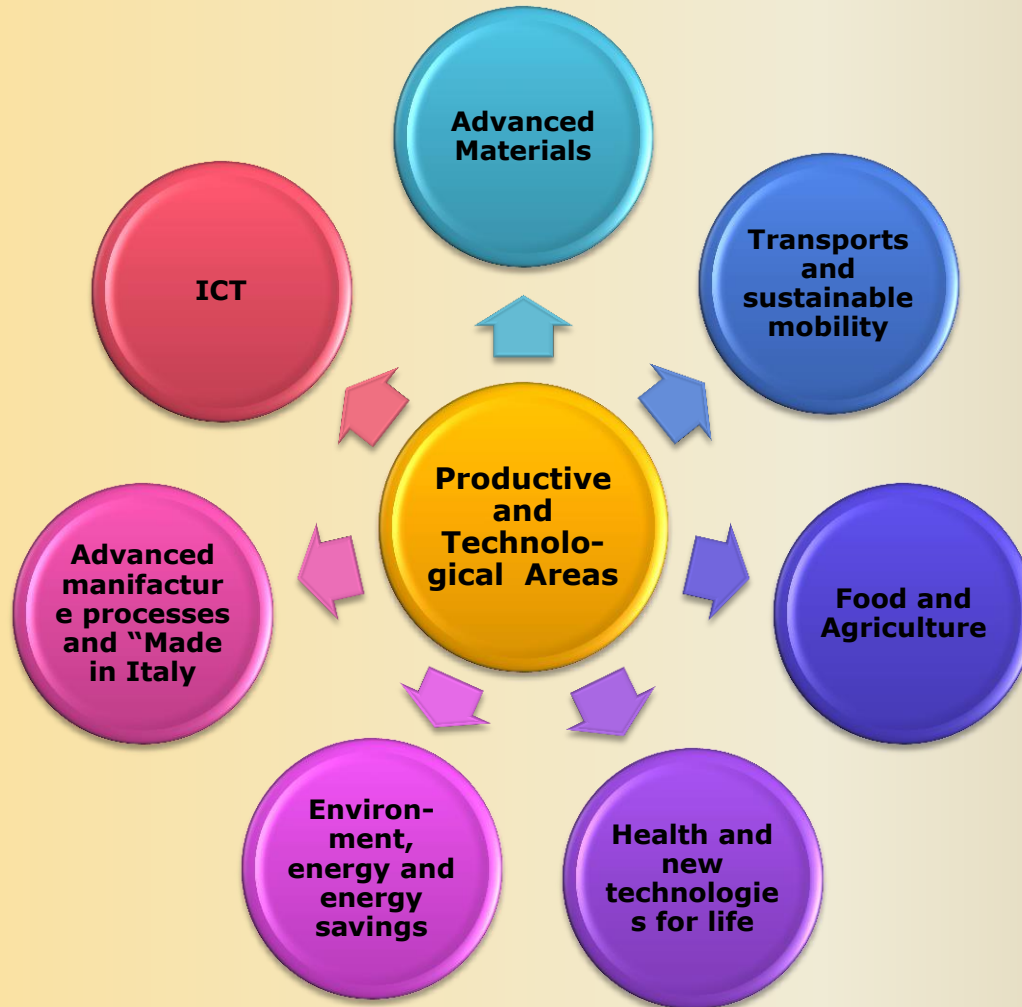 Advanced
Materials
Transports
and
sustainable
mobility
ICT
Productive
and
Technolo-
gical Areas
Advanced
manifactur
e processes
and “Made
in Italy
Food and
Agriculture
Environ-
ment,
energy and
energy
savings
Health and
new
technologie
s for life